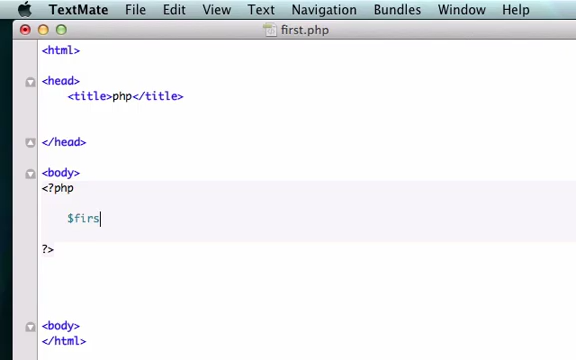 TextMate File Edit View Text Navigation Bundles Window Help
first.php
<html>
<head>
<title>php</title>
</head>
<body>
<?php
$firs
?>
<body>
</html>